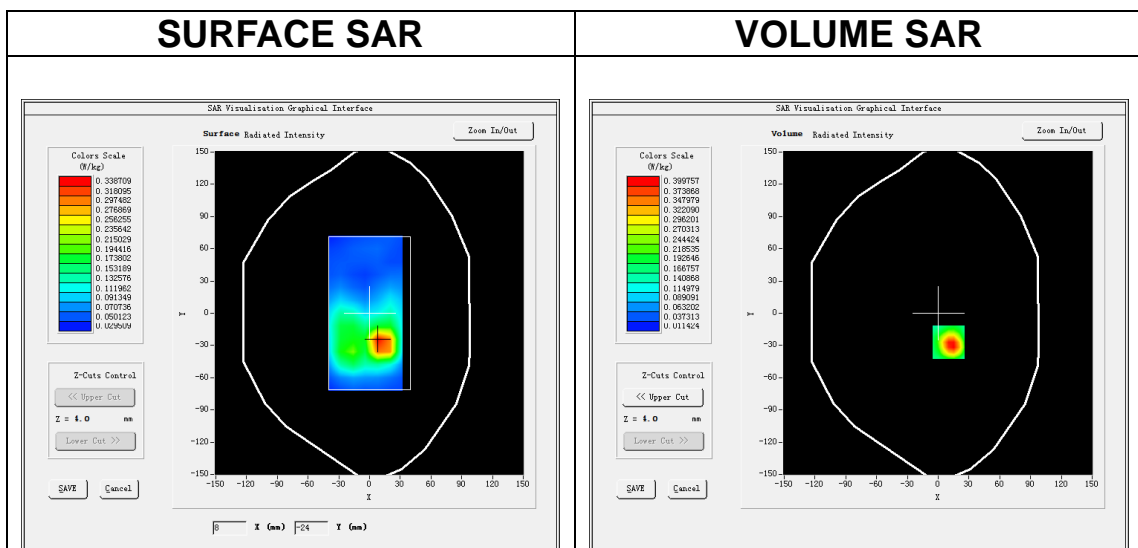 SURFACE SAR
VOLUME SAR
SAR Visualisation Graphical Interface
Surface Radiated Intensity
Zoom In/Out
Colors Scale
(W/kg)
0.338709
0.318095
0.297482
0.276869
0.256255
0.235642
0.215029
0.194416
0.173802
0.153189
0.132576
0.111962
0.091349
0.070736
0.050123
0.029509
Z-Cuts Control
<< Upper Cut
Z = 4.0 mm
Lower Cut >>
SAVE
Cancel
150
120
90
60
30
0
-30
-60
-90
-120
-150
Y
-150 -120 -90 -60 -30 0 30 60 90 120 150
X
8 X (mm) -24 Y (mm)
SAR Visualisation Graphical Interface
Volume Radiated Intensity
Zoom In/Out
Colors Scale
(W/kg)
0.399757
0.373868
0.347979
0.322090
0.296201
0.270313
0.244424
0.218535
0.192646
0.166757
0.140868
0.114979
0.089091
0.063202
0.037313
0.011424
Z-Cuts Control
<< Upper Cut
Z = 4.0 mm
Lower Cut >>
SAVE
Cancel
150
120
90
60
30
0
-30
-60
-90
-120
-150
Y
-150 -120 -90 -60 -30 0 30 60 90 120 150
X